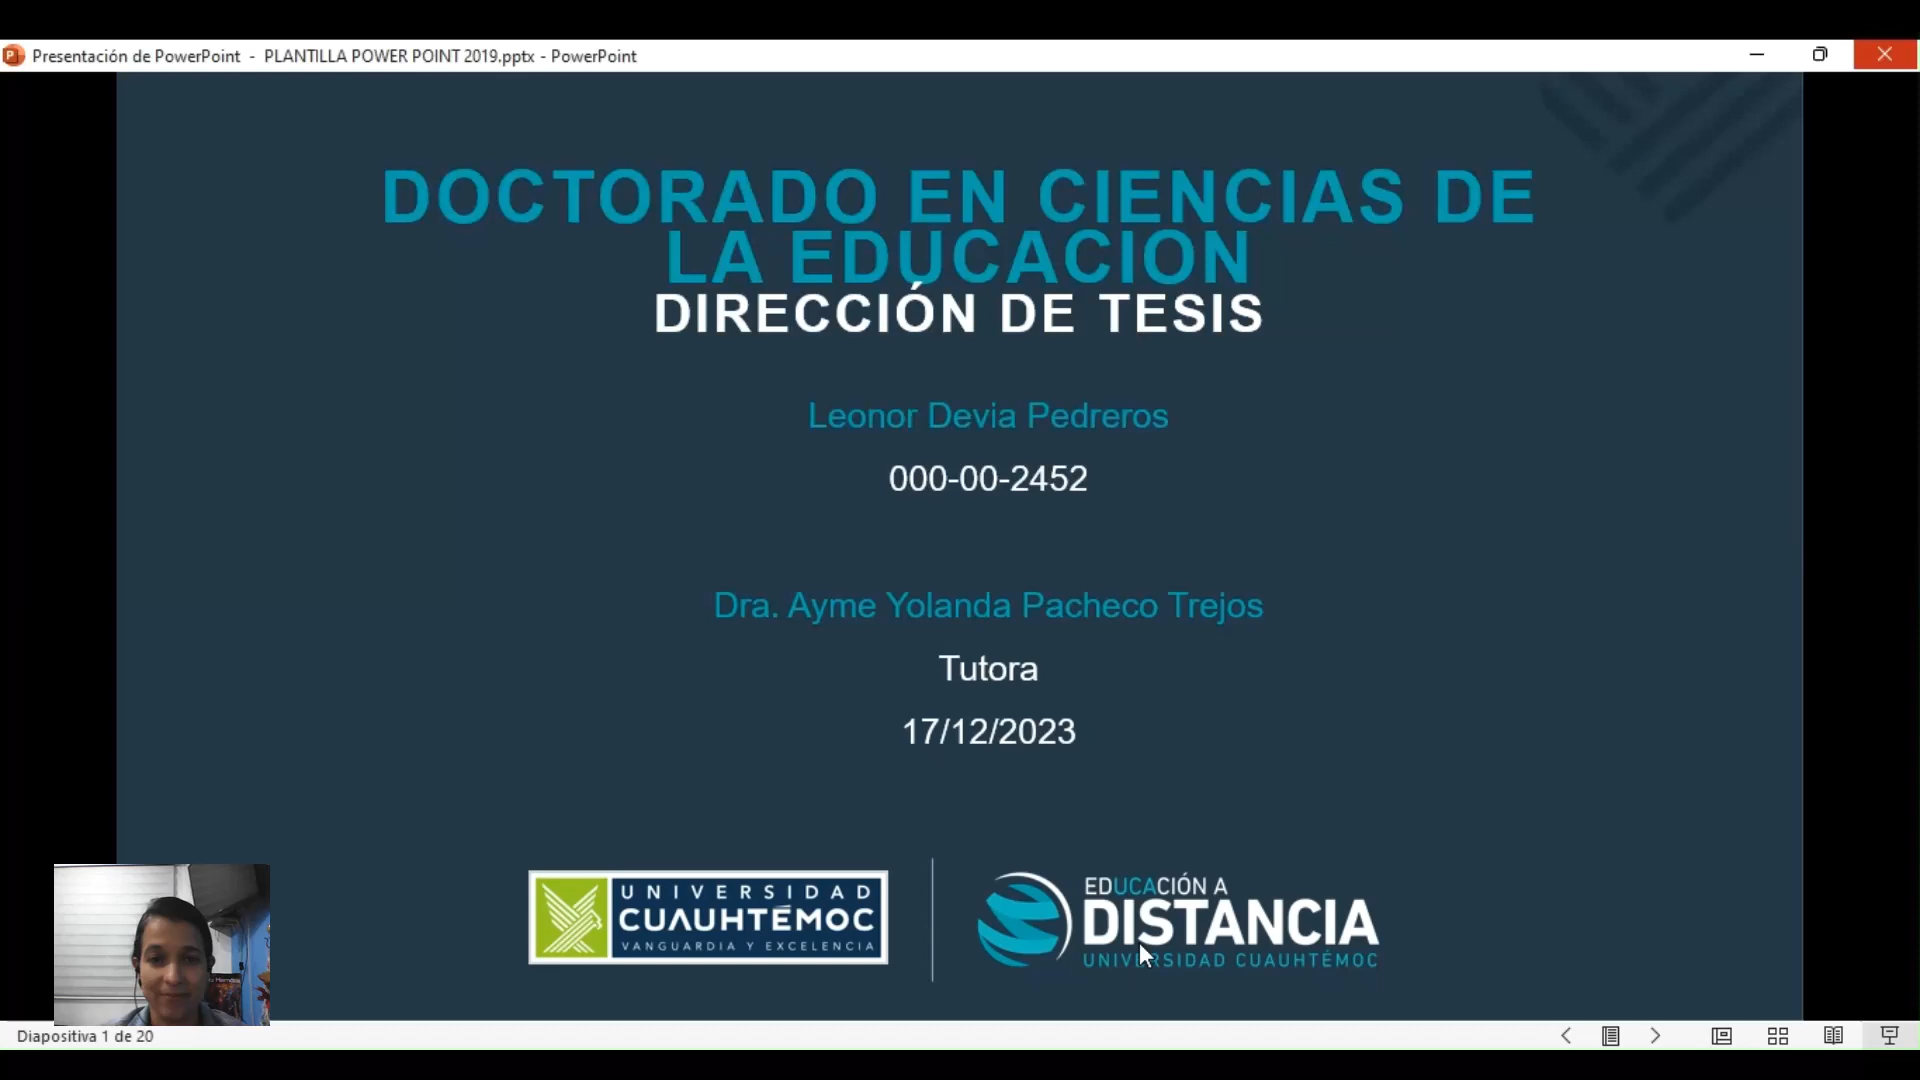 Presentación de PowerPoint - PLANTILLA POWER POINT 2019.pptx - PowerPoint
DOCTORADO EN CIENCIAS DE
LA EDUCACION
DIRECCIÓN DE TESIS
Leonor Devia Pedreros
000-00-2452
Dra. Ayme Yolanda Pacheco Trejos
Tutora
17/12/2023
UNIVERSIDAD
CUAUHTÉMOC
VANGUARDIA Y EXCELENCIA
EDUCACIÓN A
DISTANCIA
UNIVERSIDAD CUAUHTÉMOC
Diapositiva 1 de 20